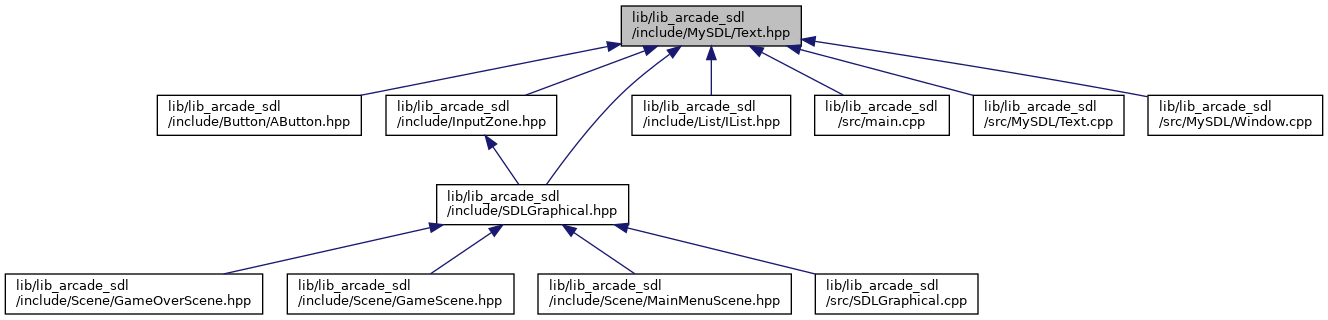 lib/lib_arcade_sdl
/include/MySDL/Text.hpp
lib/lib_arcade_sdl
/include/Button/AButton.hpp
lib/lib_arcade_sdl
/include/InputZone.hpp
lib/lib_arcade_sdl
/include/List/IList.hpp
lib/lib_arcade_sdl
/src/main.cpp
lib/lib_arcade_sdl
/src/MySDL/Text.cpp
lib/lib_arcade_sdl
/src/MySDL/Window.cpp
lib/lib_arcade_sdl
/include/SDLGraphical.hpp
lib/lib_arcade_sdl
/include/Scene/GameOverScene.hpp
lib/lib_arcade_sdl
/include/Scene/GameScene.hpp
lib/lib_arcade_sdl
/include/Scene/MainMenuScene.hpp
lib/lib_arcade_sdl
/src/SDLGraphical.cpp